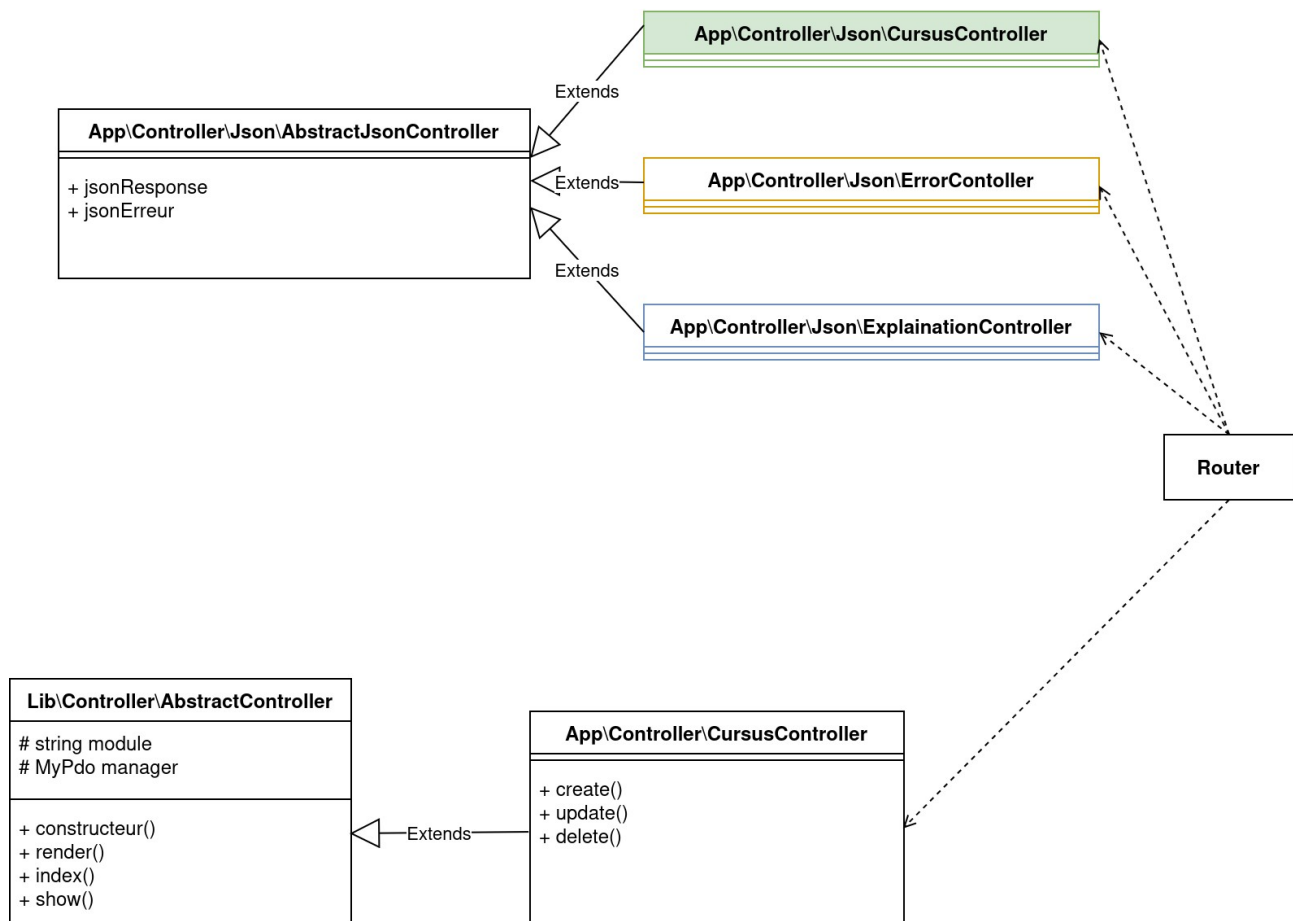 App\Controller\Json\CursusController
Extends
App\Controller\Json\AbstractJsonController
+ jsonResponse
+ jsonErreur
Extends
App\Controller\Json\ErrorContoller
Extends
App\Controller\Json\ExplainationController
Router
Lib\Controller\AbstractController
# string module
# MyPdo manager
+ constructeur()
+ render()
+ index()
+ show()
Extends
App\Controller\CursusController
+ create()
+ update()
+ delete()